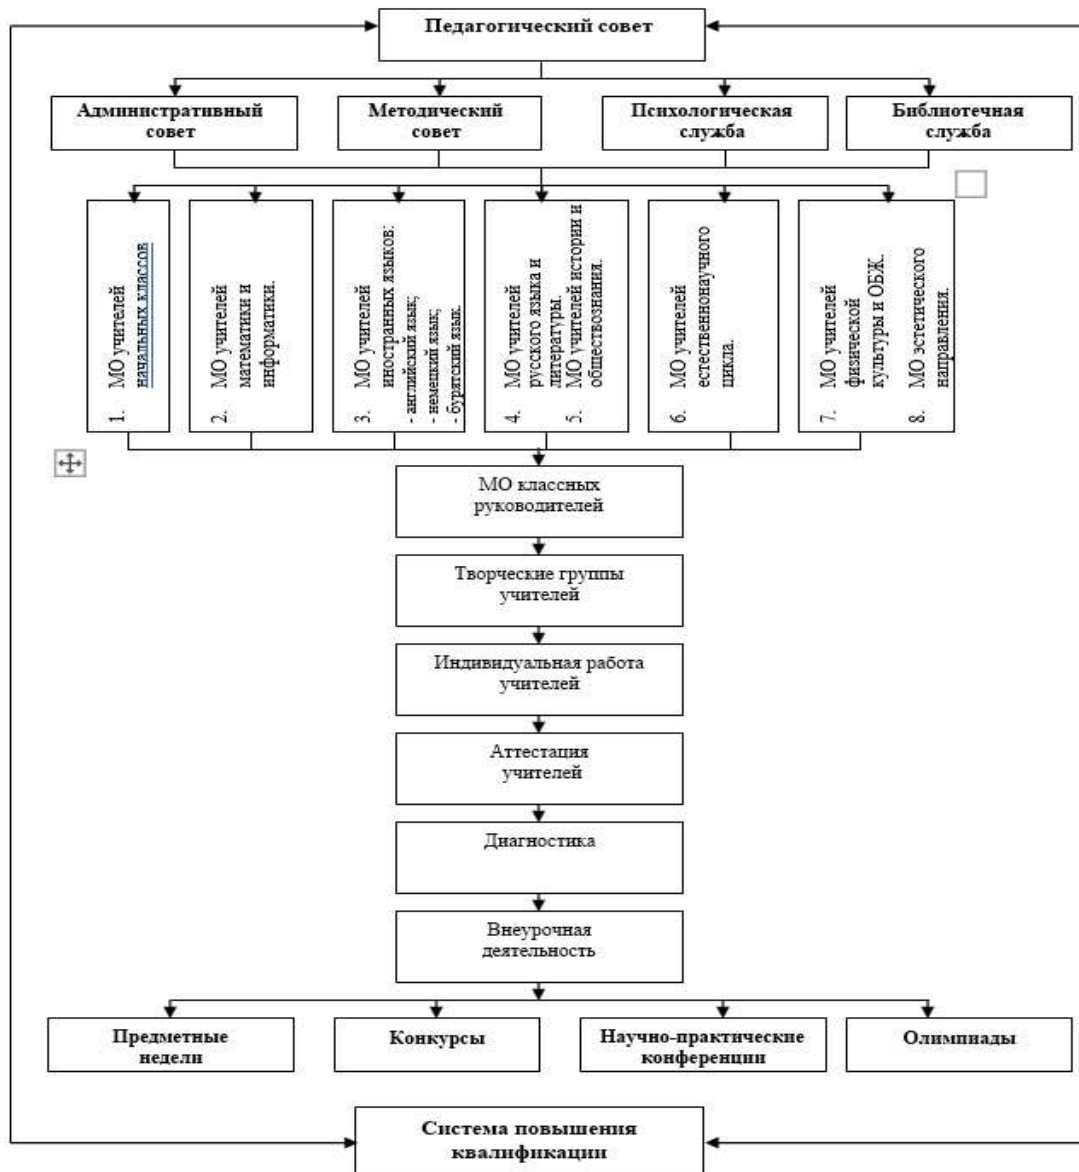 Педагогический совет
Административный
совет
Методический
совет
Психологическая
служба
Библиотечная
служба
1. МО учителей
начальных классов
2. МО учителей
математики и
информатики.
3. МО учителей
иностранных языков:
- английский язык;
- немецкий язык;
- бурятский язык.
4. МО учителей
русского языка и
литературы.
5. МО учителей истории и
обществознания.
6. МО учителей
естественнонаучного
цикла.
7. МО учителей
физической
культуры и ОБЖ.
8. МО эстетического
направления.
МО классных
руководителей
Творческие группы
учителей
Индивидуальная работа
учителей
Аттестация
учителей
Диагностика
Внеурочная
деятельность
Предметные
недели
Конкурсы
Научно-практические
конференции
Олимпиады
Система повышения
квалификации